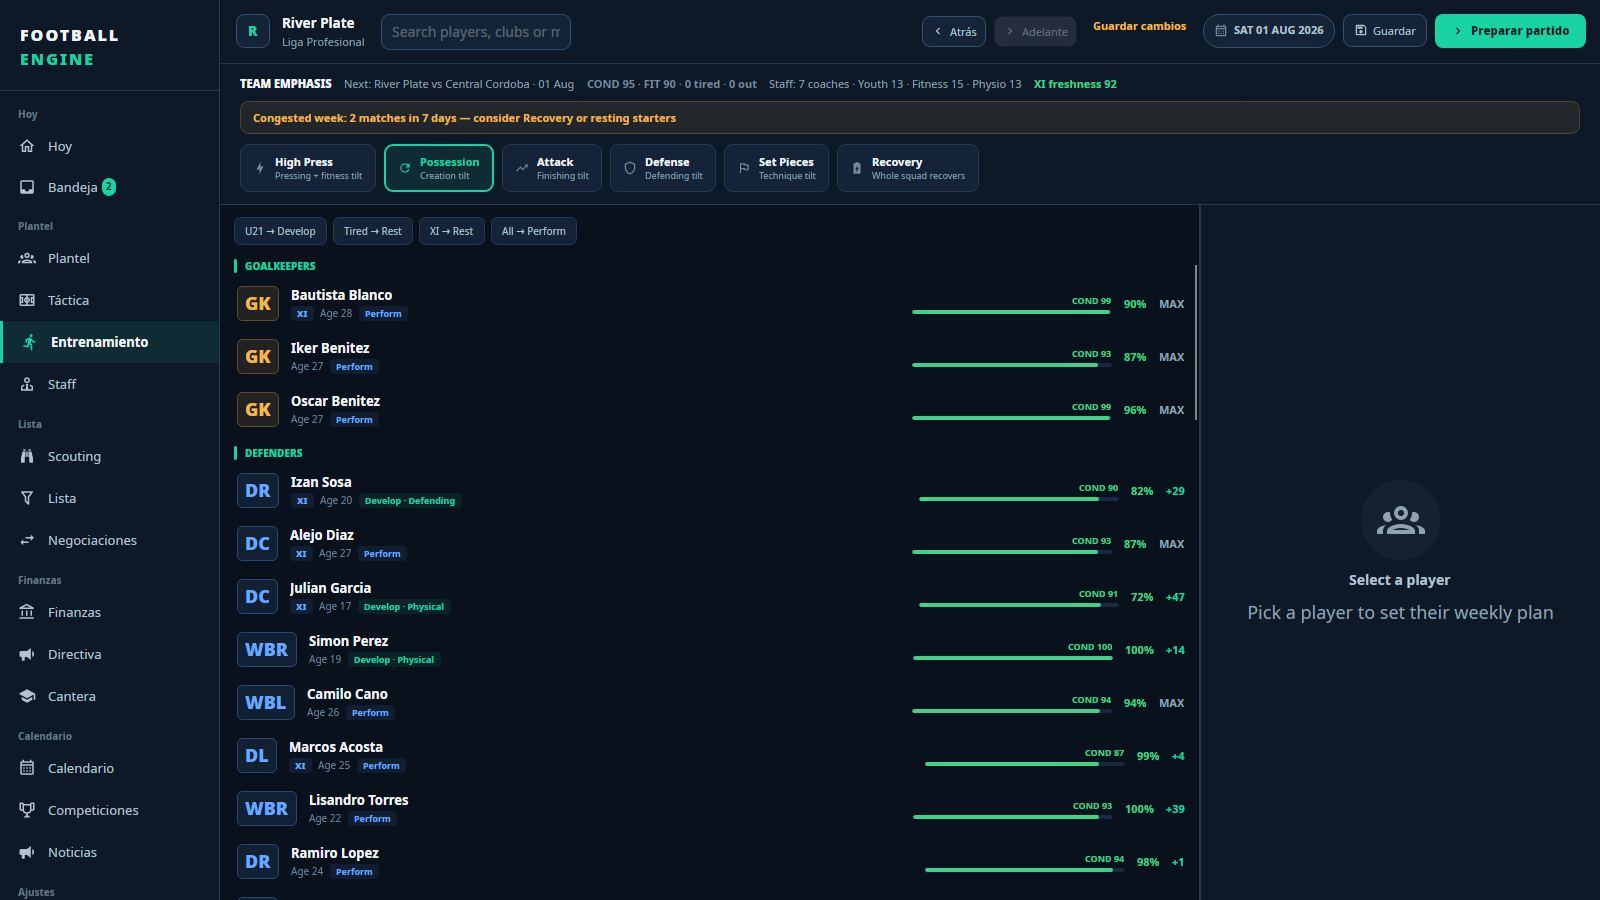 FOOTBALL
ENGINE
Hoy
Hoy
Bandeja 2
Plantel
Plantel
Táctica
Entrenamiento
Staff
Lista
Scouting
Lista
Negociaciones
Finanzas
Finanzas
Directiva
Cantera
Calendario
Calendario
Competiciones
Noticias
Ajustes
R
River Plate
Liga Profesional
Search players, clubs or m
Atrás
Adelante
Guardar cambios
SAT 01 AUG 2026
Guardar
Preparar partido
TEAM EMPHASIS Next: River Plate vs Central Cordoba · 01 Aug COND 95 · FIT 90 · 0 tired · 0 out Staff: 7 coaches · Youth 13 · Fitness 15 · Physio 13 XI freshness 92
Congested week: 2 matches in 7 days — consider Recovery or resting starters
High Press
Pressing + fitness tilt
Possession
Creation tilt
Attack
Finishing tilt
Defense
Defending tilt
Set Pieces
Technique tilt
Recovery
Whole squad recovers
U21 → Develop
Tired → Rest
XI → Rest
All → Perform
GOALKEEPERS
GK Bautista Blanco
XI Age 28 Perform
COND 99 90% MAX
GK Iker Benitez
Age 27 Perform
COND 93 87% MAX
GK Oscar Benitez
Age 27 Perform
COND 99 96% MAX
DEFENDERS
DR Izan Sosa
XI Age 20 Develop · Defending
COND 90 82% +29
DC Alejo Diaz
XI Age 27 Perform
COND 93 87% MAX
DC Julian Garcia
XI Age 17 Develop · Physical
COND 91 72% +47
WBR Simon Perez
Age 19 Develop · Physical
COND 100 100% +14
WBL Camilo Cano
Age 26 Perform
COND 94 94% MAX
DL Marcos Acosta
XI Age 25 Perform
COND 87 99% +4
WBR Lisandro Torres
Age 22 Perform
COND 93 100% +39
DR Ramiro Lopez
Age 24 Perform
COND 94 98% +1
Select a player
Pick a player to set their weekly plan